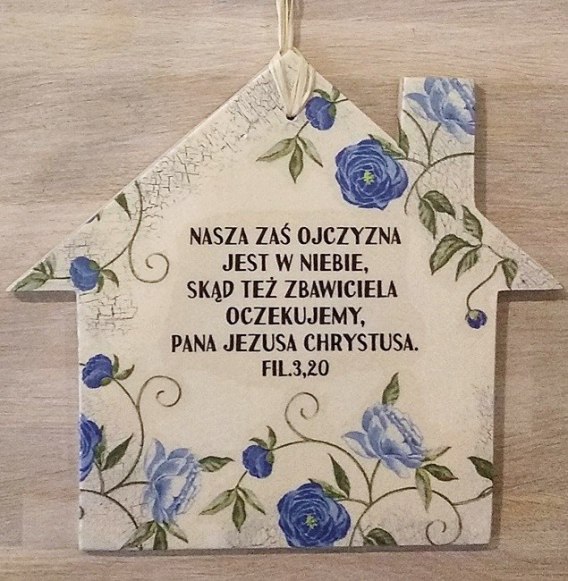 NASZA ZAŚ OJCZYZNA
JEST W NIEBIE,
SKĄD TEŻ ZBAWICIELA
OCZEKUJEMY,
PANA JEZUSA CHRYSTUSA.
FIL.3,20